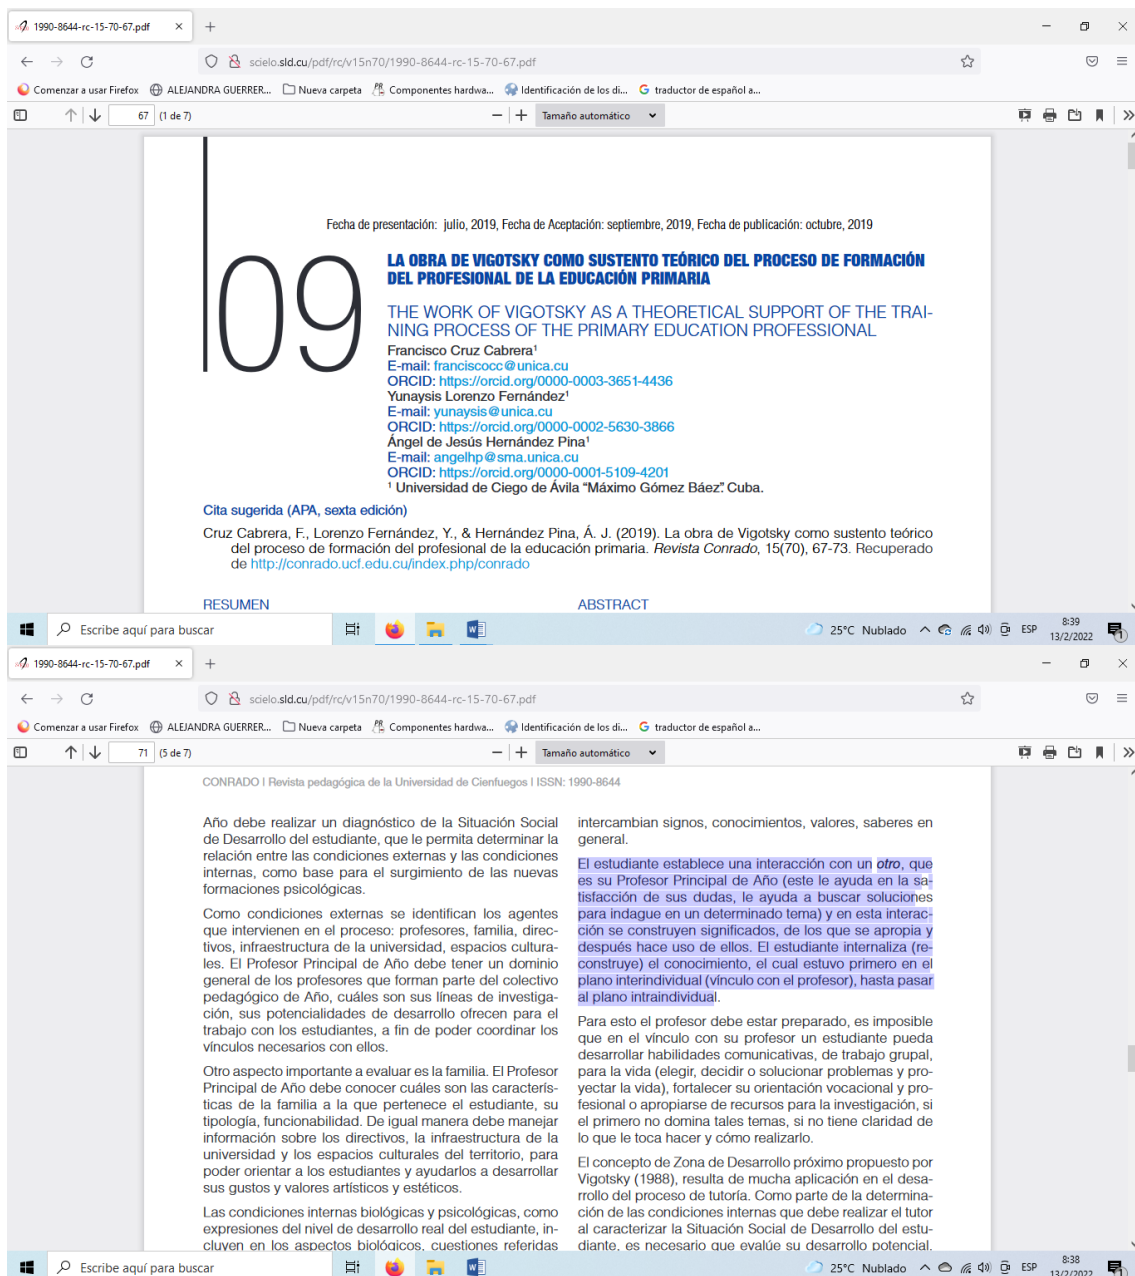 1990-8644-rc-15-70-67.pdf
scielo.sld.cu/pdf/rc/v15n70/1990-8644-rc-15-70-67.pdf
Comenzar a usar Firefox ALEJANDRA GUERRER... Nueva carpeta Componentes hardwa... Identificación de los di... traductor de español a...
67 (1 de 7) Tamaño automático
Fecha de presentación: julio, 2019, Fecha de Aceptación: septiembre, 2019, Fecha de publicación: octubre, 2019
09
LA OBRA DE VIGOTSKY COMO SUSTENTO TEÓRICO DEL PROCESO DE FORMACIÓN
DEL PROFESIONAL DE LA EDUCACIÓN PRIMARIA
THE WORK OF VIGOTSKY AS A THEORETICAL SUPPORT OF THE TRAI-
NING PROCESS OF THE PRIMARY EDUCATION PROFESSIONAL
Francisco Cruz Cabrera¹
E-mail: franciscocc@unica.cu
ORCID: https://orcid.org/0000-0003-3651-4436
Yunaysis Lorenzo Fernández¹
E-mail: yunaysis@unica.cu
ORCID: https://orcid.org/0000-0002-5630-3866
Ángel de Jesús Hernández Pina¹
E-mail: angelhp@sma.unica.cu
ORCID: https://orcid.org/0000-0001-5109-4201
¹ Universidad de Ciego de Ávila “Máximo Gómez Báez”. Cuba.
Cita sugerida (APA, sexta edición)
Cruz Cabrera, F., Lorenzo Fernández, Y., & Hernández Pina, Á. J. (2019). La obra de Vigotsky como sustento teórico
del proceso de formación del profesional de la educación primaria. Revista Conrado, 15(70), 67-73. Recuperado
de http://conrado.ucf.edu.cu/index.php/conrado
RESUMEN
ABSTRACT
Escribe aquí para buscar
25°C Nublado ESP 8:39
13/2/2022
1990-8644-rc-15-70-67.pdf
scielo.sld.cu/pdf/rc/v15n70/1990-8644-rc-15-70-67.pdf
Comenzar a usar Firefox ALEJANDRA GUERRER... Nueva carpeta Componentes hardwa... Identificación de los di... traductor de español a...
71 (5 de 7) Tamaño automático
CONRADO | Revista pedagógica de la Universidad de Cienfuegos | ISSN: 1990-8644
Año debe realizar un diagnóstico de la Situación Social
de Desarrollo del estudiante, que le permita determinar la
relación entre las condiciones externas y las condiciones
internas, como base para el surgimiento de las nuevas
formaciones psicológicas.
Como condiciones externas se identifican los agentes
que intervienen en el proceso: profesores, familia, direc-
tivos, infraestructura de la universidad, espacios cultura-
les. El Profesor Principal de Año debe tener un dominio
general de los profesores que forman parte del colectivo
pedagógico de Año, cuáles son sus líneas de investiga-
ción, sus potencialidades de desarrollo ofrecen para el
trabajo con los estudiantes, a fin de poder coordinar los
vínculos necesarios con ellos.
Otro aspecto importante a evaluar es la familia. El Profesor
Principal de Año debe conocer cuáles son las caracterís-
ticas de la familia a la que pertenece el estudiante, su
tipología, funcionabilidad. De igual manera debe manejar
información sobre los directivos, la infraestructura de la
universidad y los espacios culturales del territorio, para
poder orientar a los estudiantes y ayudarlos a desarrollar
sus gustos y valores artísticos y estéticos.
Las condiciones internas biológicas y psicológicas, como
expresiones del nivel de desarrollo real del estudiante, in-
cluyen en los aspectos biológicos, cuestiones referidas
intercambian signos, conocimientos, valores, saberes en
general.
El estudiante establece una interacción con un otro, que
es su Profesor Principal de Año (este le ayuda en la sa-
tisfacción de sus dudas, le ayuda a buscar soluciones
para indague en un determinado tema) y en esta interac-
ción se construyen significados, de los que se apropia y
después hace uso de ellos. El estudiante internaliza (re-
construye) el conocimiento, el cual estuvo primero en el
plano interindividual (vínculo con el profesor), hasta pasar
al plano intraindividual.
Para esto el profesor debe estar preparado, es imposible
que en el vínculo con su profesor un estudiante pueda
desarrollar habilidades comunicativas, de trabajo grupal,
para la vida (elegir, decidir o solucionar problemas y pro-
yectar la vida), fortalecer su orientación vocacional y pro-
fesional o apropiarse de recursos para la investigación, si
el primero no domina tales temas, si no tiene claridad de
lo que le toca hacer y cómo realizarlo.
El concepto de Zona de Desarrollo próximo propuesto por
Vigotsky (1988), resulta de mucha aplicación en el desa-
rrollo del proceso de tutoría. Como parte de la determina-
ción de las condiciones internas que debe realizar el tutor
al caracterizar la Situación Social de Desarrollo del estu-
diante, es necesario que evalúe su desarrollo potencial,
Escribe aquí para buscar
25°C Nublado ESP 8:38
13/2/2022